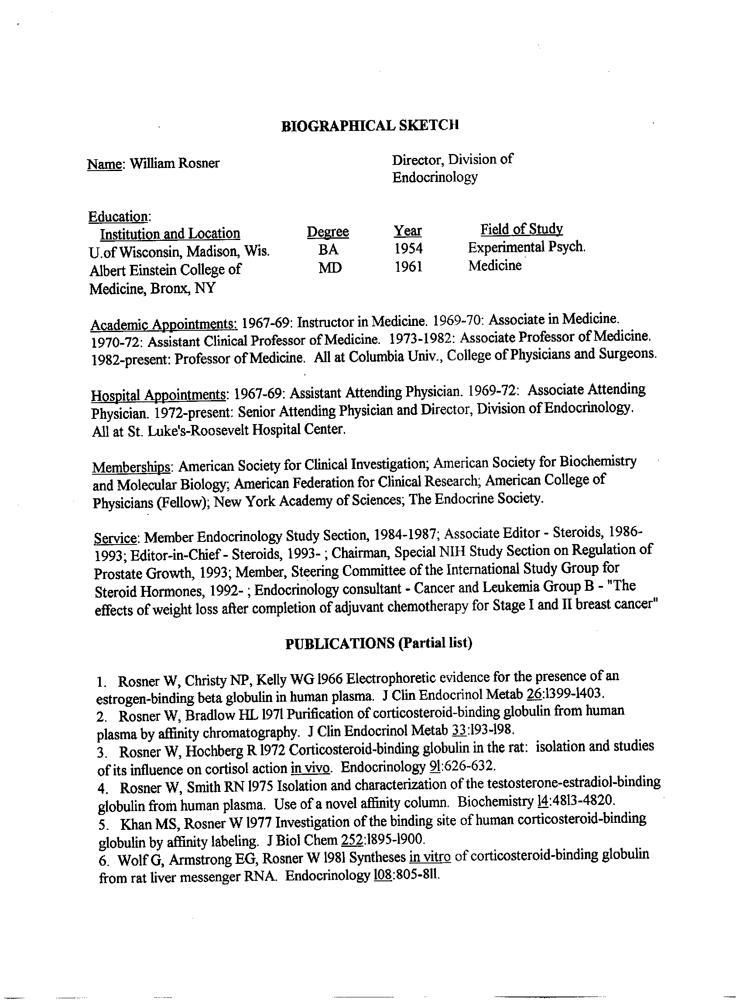 BIOGRAPHICAL SKETCH
Name: William Rosner
Director, Division of
Endocrinology
Education:
Institution and Location Degree Year Field of Study
U.of Wisconsin, Madison, Wis. BA 1954 Experimental Psych.
Albert Einstein College of MD 1961 Medicine
Medicine, Bronx, NY
Academic Appointments: 1967-69: Instructor in Medicine. 1969-70: Associate in Medicine.
1970-72: Assistant Clinical Professor of Medicine. 1973-1982: Associate Professor of Medicine.
1982-present: Professor of Medicine. All at Columbia Univ., College of Physicians and Surgeons.
Hospital Appointments: 1967-69: Assistant Attending Physician. 1969-72: Associate Attending
Physician. 1972-present: Senior Attending Physician and Director, Division of Endocrinology.
All at St. Luke's-Roosevelt Hospital Center.
Memberships: American Society for Clinical Investigation; American Society for Biochemistry
and Molecular Biology; American Federation for Clinical Research; American College of
Physicians (Fellow); New York Academy of Sciences; The Endocrine Society.
Service: Member Endocrinology Study Section, 1984-1987; Associate Editor - Steroids, 1986-
1993; Editor-in-Chief - Steroids, 1993- ; Chairman, Special NIH Study Section on Regulation of
Prostate Growth, 1993; Member, Steering Committee of the International Study Group for
Steroid Hormones, 1992- ; Endocrinology consultant - Cancer and Leukemia Group B - "The
effects of weight loss after completion of adjuvant chemotherapy for Stage I and II breast cancer"
PUBLICATIONS (Partial list)
1. Rosner W, Christy NP, Kelly WG 1966 Electrophoretic evidence for the presence of an
estrogen-binding beta globulin in human plasma. J Clin Endocrinol Metab 26:1399-1403.
2. Rosner W, Bradlow HL 1971 Purification of corticosteroid-binding globulin from human
plasma by affinity chromatography. J Clin Endocrinol Metab 33:193-198.
3. Rosner W, Hochberg R 1972 Corticosteroid-binding globulin in the rat: isolation and studies
of its influence on cortisol action in vivo. Endocrinology 91:626-632.
4. Rosner W, Smith RN 1975 Isolation and characterization of the testosterone-estradiol-binding
globulin from human plasma. Use of a novel affinity column. Biochemistry 14:4813-4820.
5. Khan MS, Rosner W 1977 Investigation of the binding site of human corticosteroid-binding
globulin by affinity labeling. J Biol Chem 252:1895-1900.
6. Wolf G, Armstrong EG, Rosner W 1981 Syntheses in vitro of corticosteroid-binding globulin
from rat liver messenger RNA. Endocrinology 108:805-811.